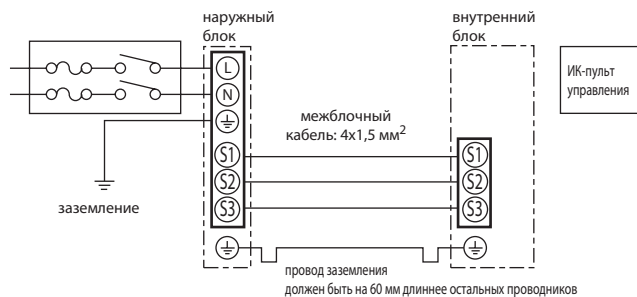 наружный
блок
внутренний
блок
L
N
S1
S2
S3
заземление
межблочный
кабель: 4х1,5 мм²
S1
S2
S3
ИК-пульт
управления
провод заземления
должен быть на 60 мм длиннее остальных проводников